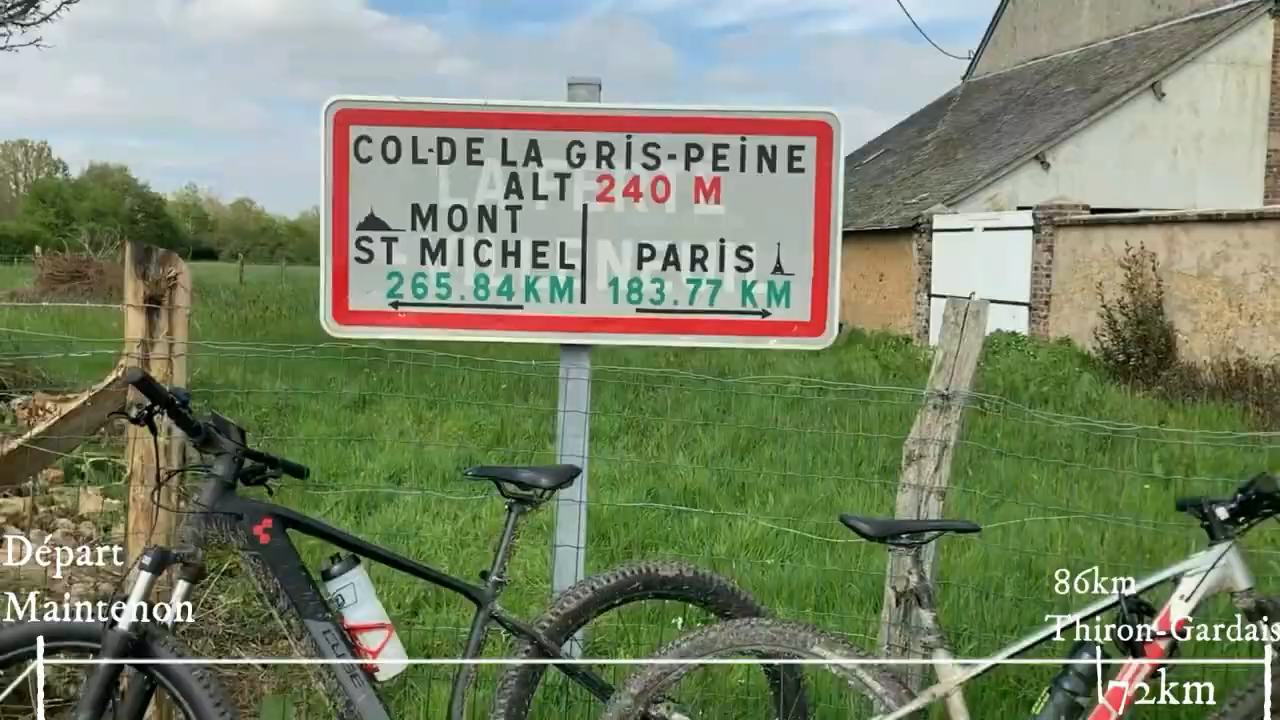 COL-DE LA GRIS-PEINE
ALT 240 M
MONT
ST MICHEL
265.84 KM
PARIS
183.77 KM
CUBE
Départ
Maintenon
86km
Thiron-Gardais
72km